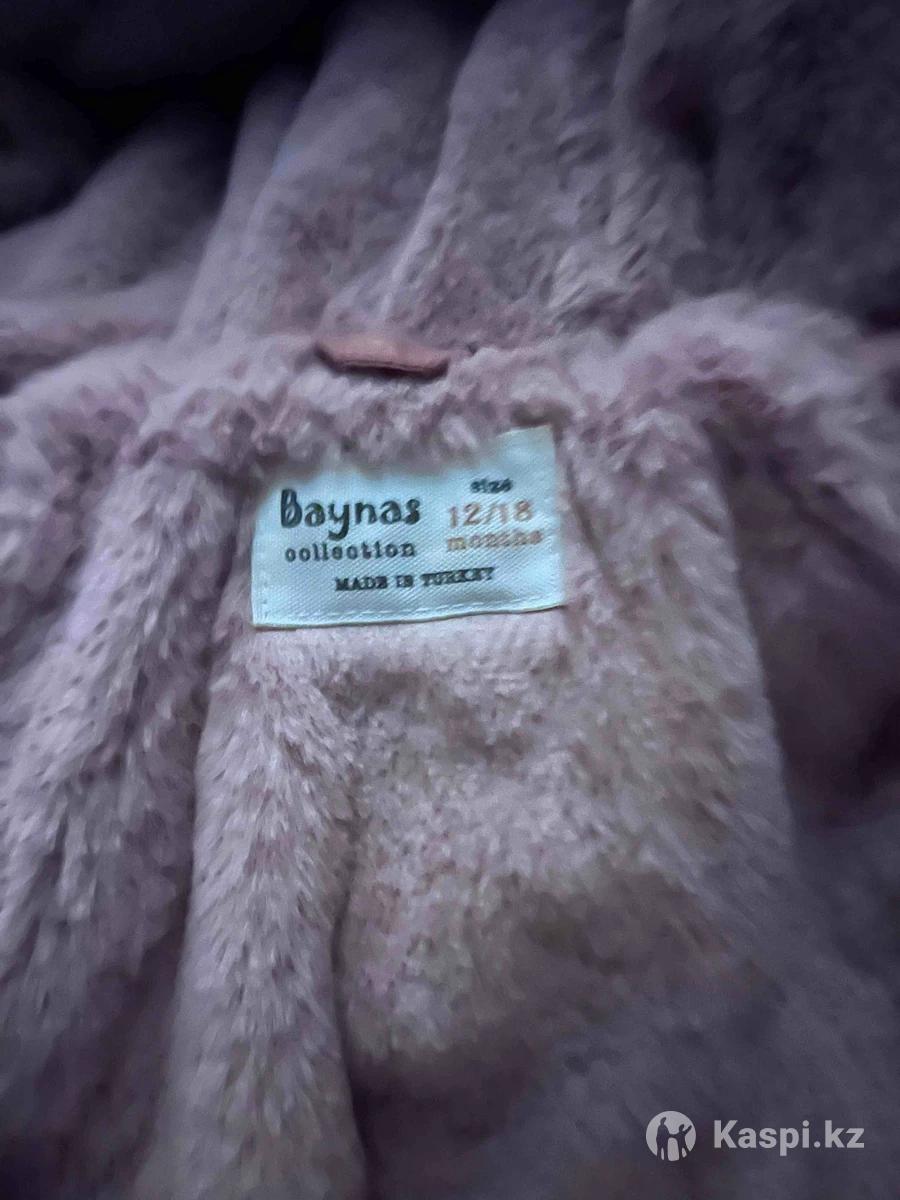 Baynas
collection
size
12/18
months
MADE IN TURKEY
Kaspi.kz